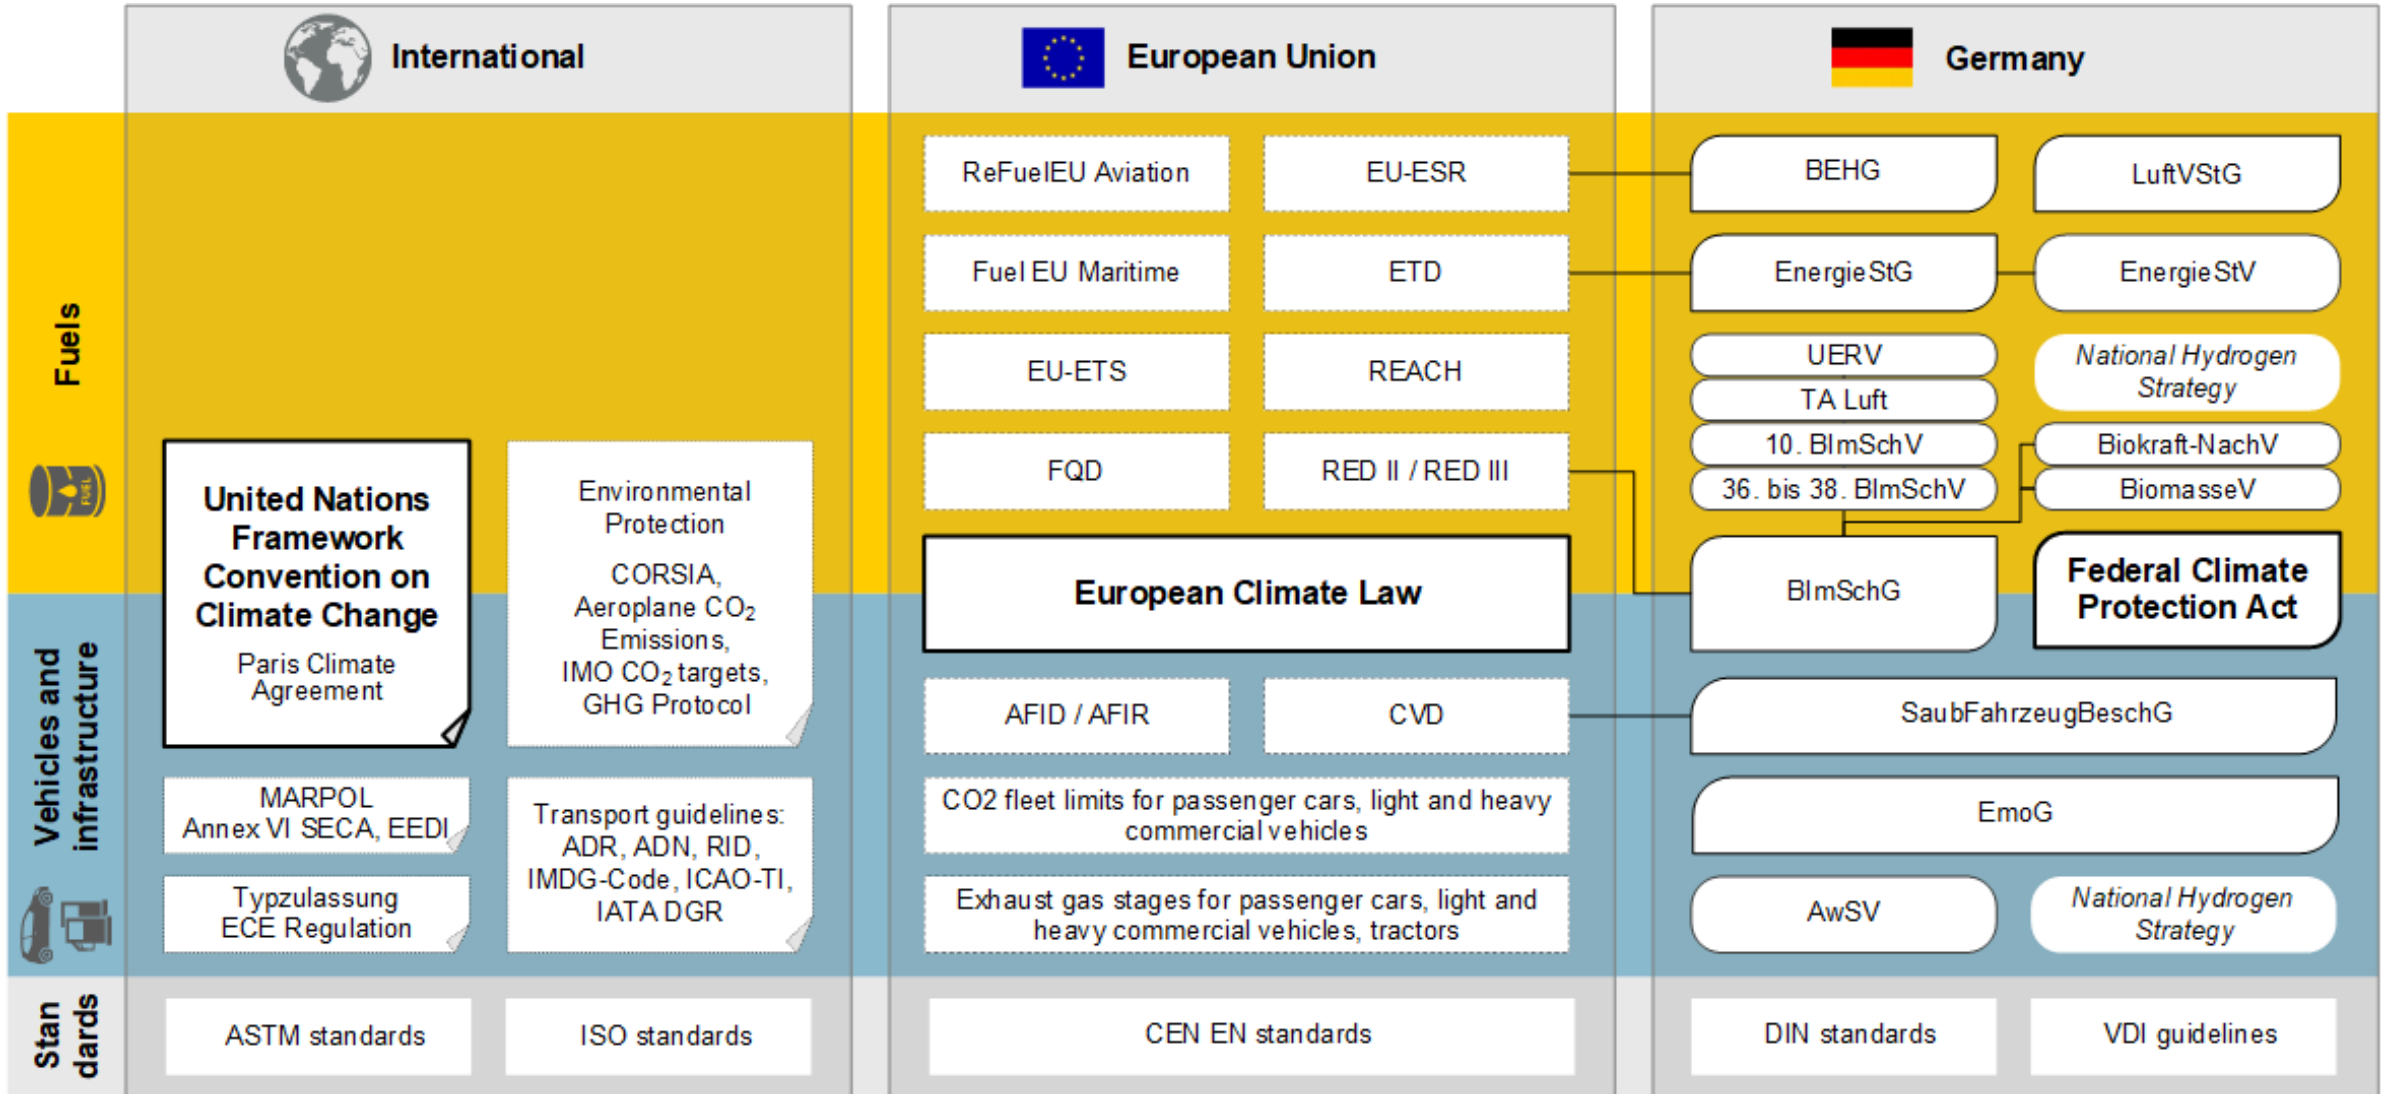 International
European Union
Germany
Fuels
Vehicles and
infrastructure
Stan
dards
United Nations
Framework
Convention on
Climate Change
Paris Climate
Agreement
Environmental
Protection
CORSIA,
Aeroplane CO₂
Emissions,
IMO CO₂ targets,
GHG Protocol
MARPOL
Annex VI SECA, EEDI
Typzulassung
ECE Regulation
Transport guidelines:
ADR, ADN, RID,
IMDG-Code, ICAO-TI,
IATA DGR
ASTM standards
ISO standards
ReFuelEU Aviation
EU-ESR
Fuel EU Maritime
ETD
EU-ETS
REACH
FQD
RED II / RED III
European Climate Law
AFID / AFIR
CVD
CO2 fleet limits for passenger cars, light and heavy
commercial vehicles
Exhaust gas stages for passenger cars, light and
heavy commercial vehicles, tractors
CEN EN standards
BEHG
LuftVStG
EnergieStG
EnergieStV
UERV
TA Luft
10. BImSchV
36. bis 38. BImSchV
National Hydrogen
Strategy
Biokraft-NachV
BiomasseV
BImSchG
Federal Climate
Protection Act
SaubFahrzeugBeschG
EmoG
AwSV
National Hydrogen
Strategy
DIN standards
VDI guidelines
FUEL